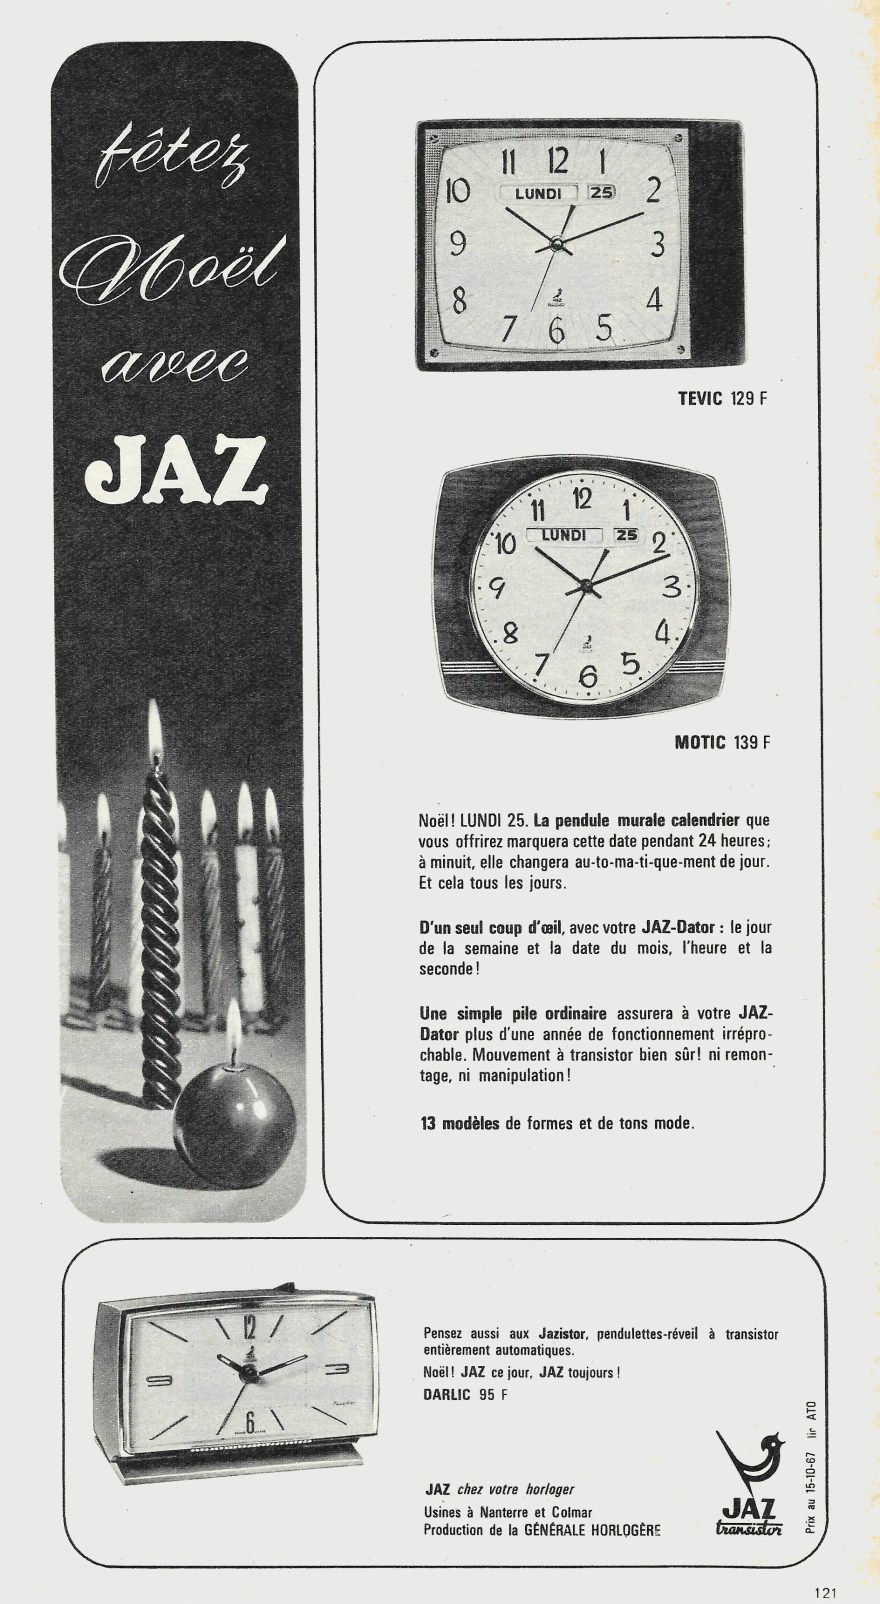 fêtez
Noël
avec
JAZ
11 12 1
10 LUNDI 25 2
9 3
8 4
7 6 5
TEVIC 129 F
12
11 1
10 LUNDI 25 2
9 3
8 4
7 6 5
MOTIC 139 F
Noël! LUNDI 25. La pendule murale calendrier que
vous offrirez marquera cette date pendant 24 heures;
à minuit, elle changera au-to-ma-ti-que-ment de jour.
Et cela tous les jours.
D'un seul coup d'œil, avec votre JAZ-Dator : le jour
de la semaine et la date du mois, l'heure et la
seconde!
Une simple pile ordinaire assurera à votre JAZ-
Dator plus d'une année de fonctionnement irrépro-
chable. Mouvement à transistor bien sûr! ni remon-
tage, ni manipulation!
13 modèles de formes et de tons mode.
12
9 3
6
Pensez aussi aux Jazistor, pendulettes-réveil à transistor
entièrement automatiques.
Noël! JAZ ce jour, JAZ toujours!
DARLIC 95 F
JAZ chez votre horloger
Usines à Nanterre et Colmar
Production de la GÉNÉRALE HORLOGÈRE
JAZ
transistor
Prix au 15-10-67 lir ATO
121